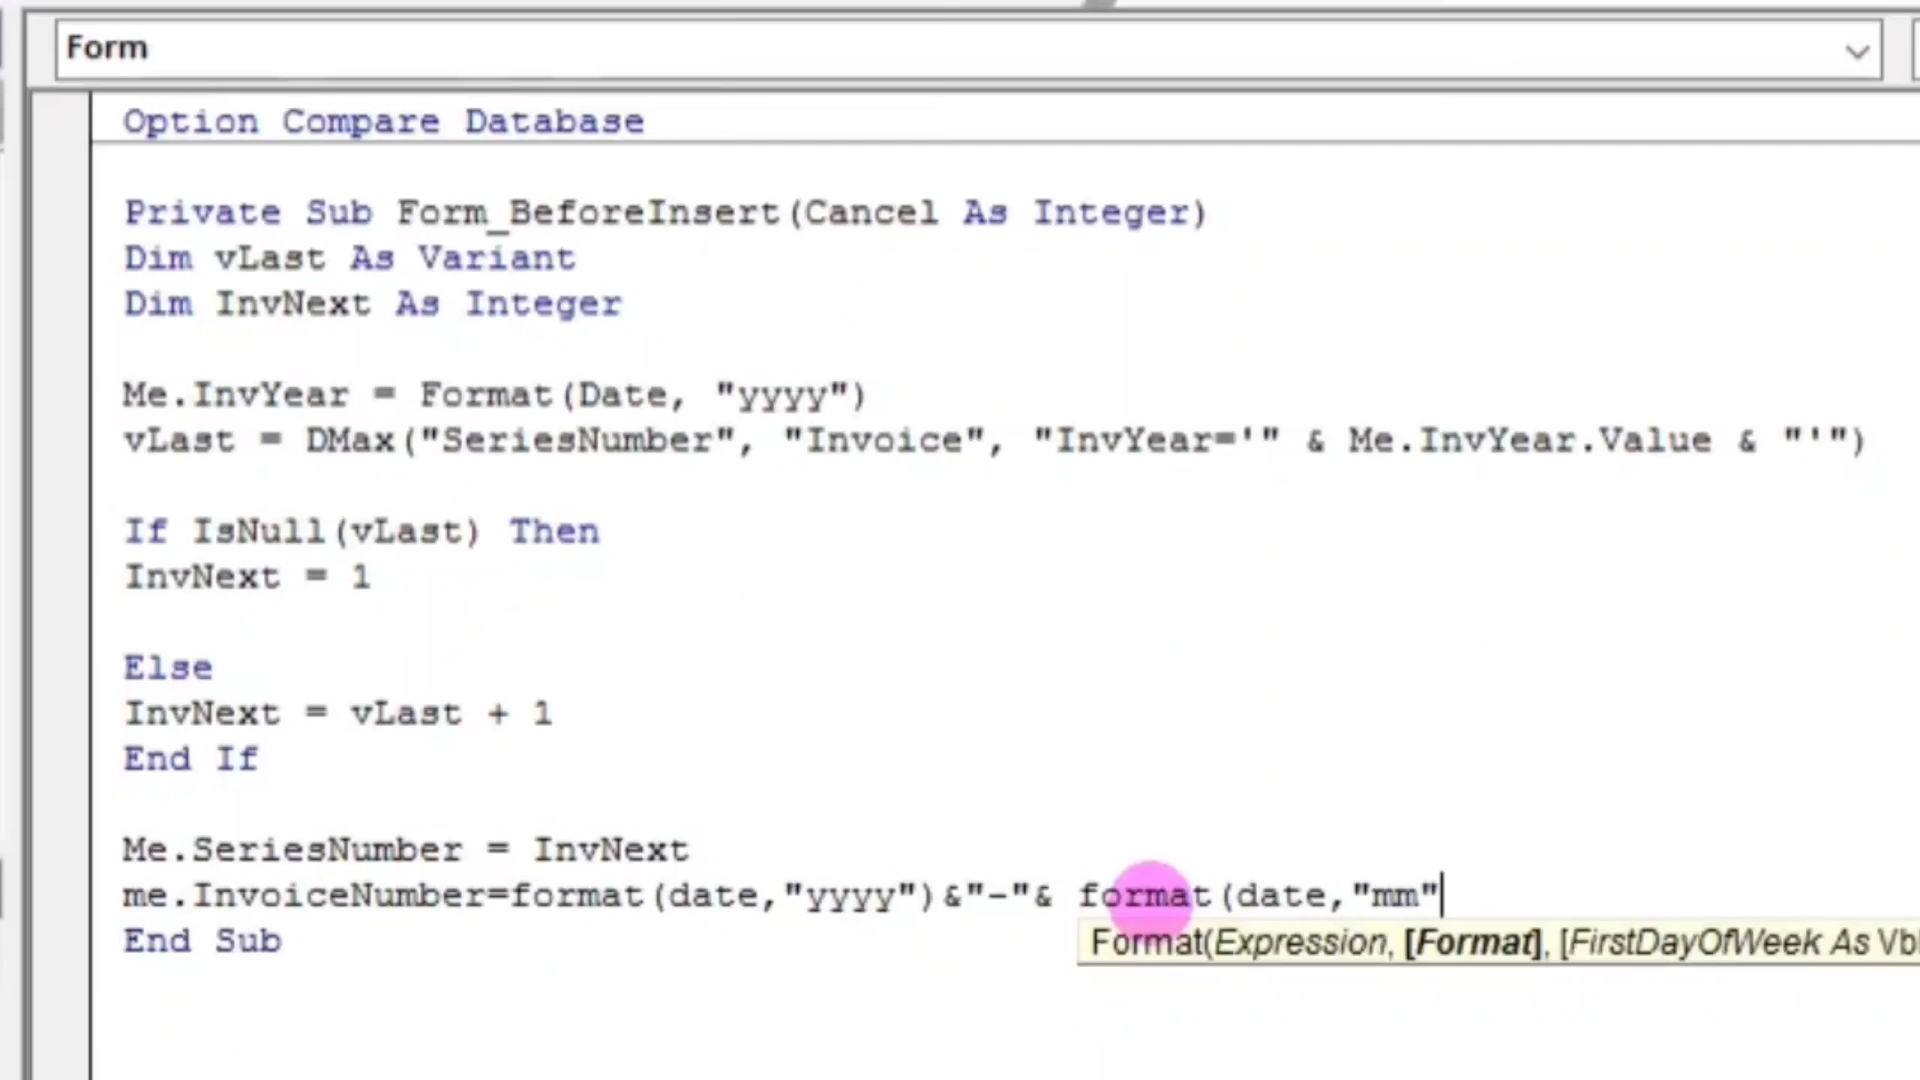 Form
Option Compare Database
Private Sub Form_BeforeInsert(Cancel As Integer)
Dim vLast As Variant
Dim InvNext As Integer
Me.InvYear = Format(Date, "yyyy")
vLast = DMax("SeriesNumber", "Invoice", "InvYear='" & Me.InvYear.Value & "'")
If IsNull(vLast) Then
InvNext = 1
Else
InvNext = vLast + 1
End If
Me.SeriesNumber = InvNext
me.InvoiceNumber=format(date,"yyyy")&"-"& format(date,"mm"
Format(Expression, [Format], [FirstDayOfWeek As Vb
End Sub